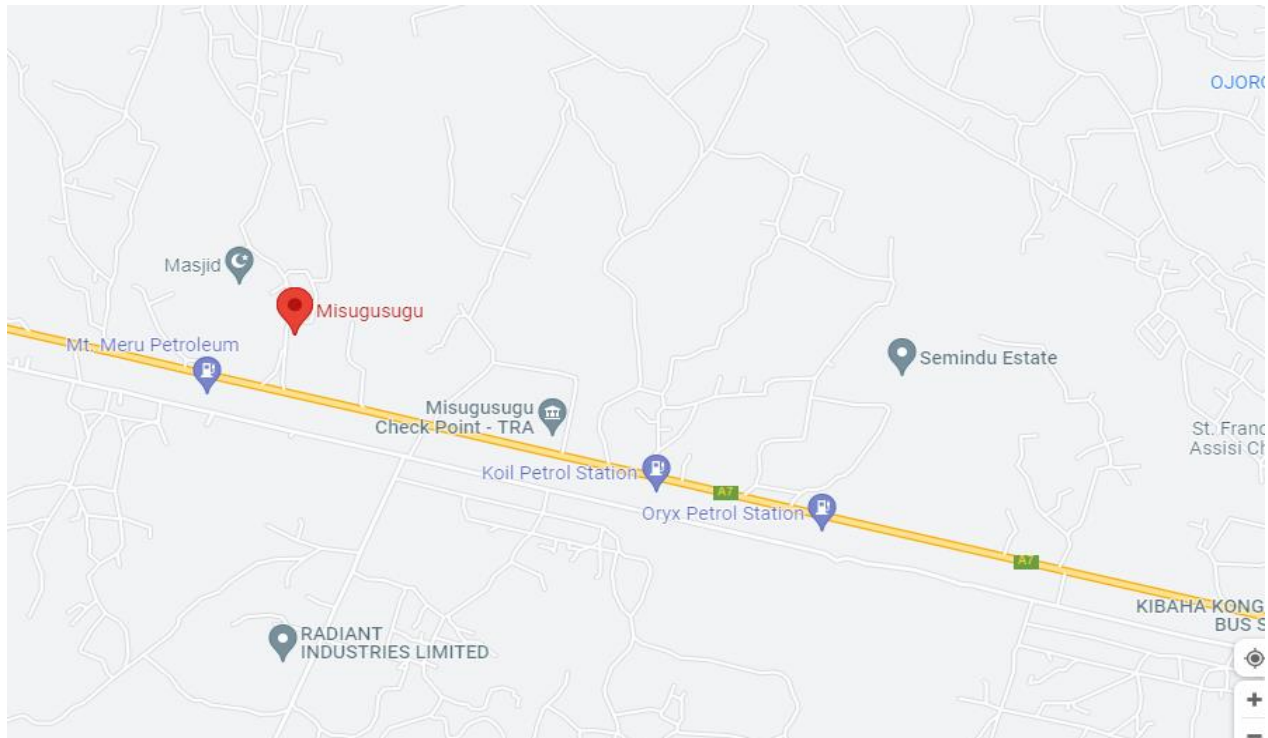 OJORO
Masjid
Misugusugu
Mt. Meru Petroleum
Semindu Estate
Misugusugu
Check Point - TRA
St. Franc
Assisi Ch
Koil Petrol Station
A7
Oryx Petrol Station
A7
KIBAHA KONG
BUS S
RADIANT
INDUSTRIES LIMITED